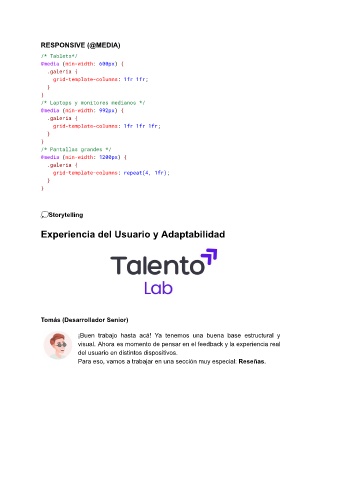 RESPONSIVE (@MEDIA)
/* Tablets*/
@media (min-width: 600px) {
.galeria {
grid-template-columns: 1fr 1fr;
}
}
/* Laptops y monitores medianos */
@media (min-width: 992px) {
.galeria {
grid-template-columns: 1fr 1fr 1fr;
}
}
/* Pantallas grandes */
@media (min-width: 1200px) {
.galeria {
grid-template-columns: repeat(4, 1fr);
}
}
💭Storytelling
Experiencia del Usuario y Adaptabilidad
Talento
Lab
Tomás (Desarrollador Senior)
¡Buen trabajo hasta acá! Ya tenemos una buena base estructural y
visual. Ahora es momento de pensar en el feedback y la experiencia real
del usuario en distintos dispositivos.
Para eso, vamos a trabajar en una sección muy especial: Reseñas.